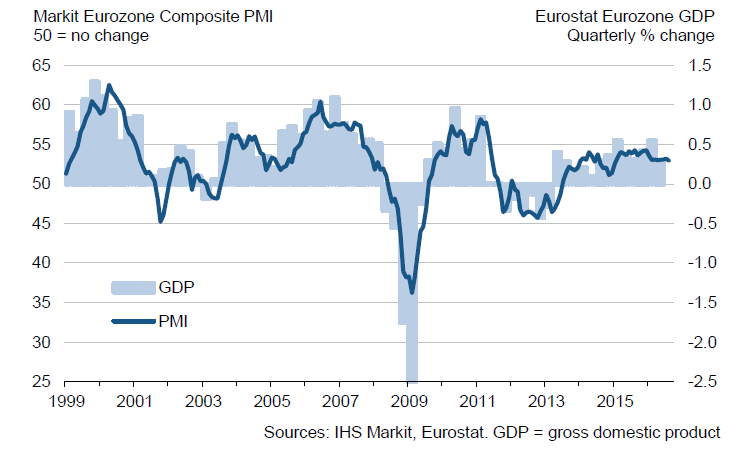 Markit Eurozone Composite PMI
50 = no change
Eurostat Eurozone GDP
Quarterly % change
65
60
55
50
45
40
35
30
25
1.5
1.0
0.5
0.0
-0.5
-1.0
-1.5
-2.0
-2.5
GDP
PMI
1999 2001 2003 2005 2007 2009 2011 2013 2015
Sources: IHS Markit, Eurostat. GDP = gross domestic product